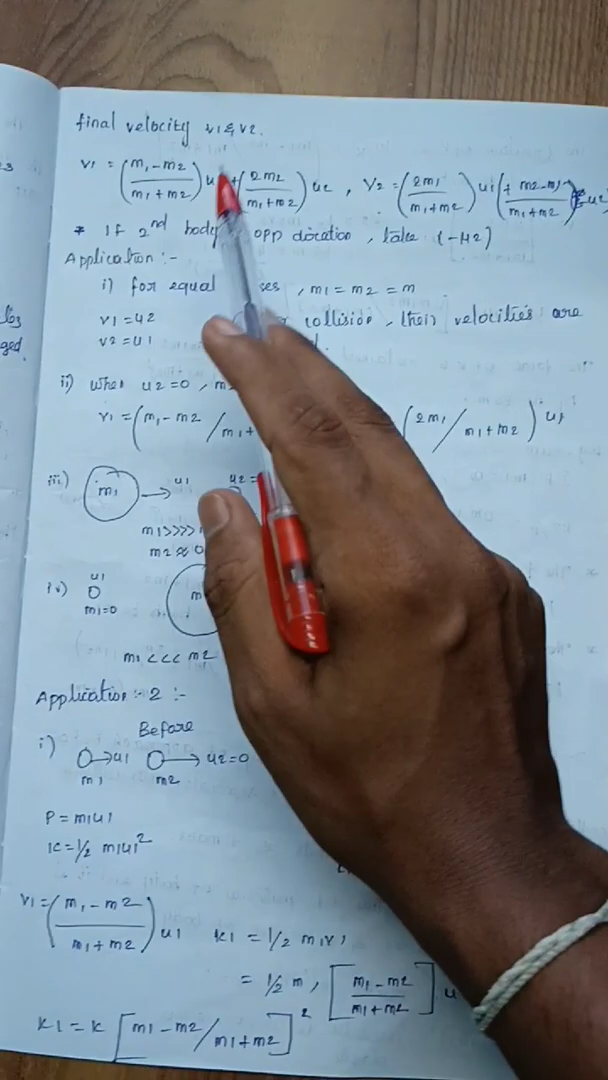 final velocity v1 & v2.
v1 = (m1 - m2 / m1 + m2) u + (2m2 / m1 + m2) u2 , V2 = (2m1 / m1 + m2) u1 (+ m2 - m1 / m1 + m2) u2
* If 2nd body opp direction, take (-μ2)
Application :-
i) for equal ses , m1 = m2 = m
v1 = u2 collision, their velocities are
v2 = u1
ii) when u2 = 0 , m
v1 = (m1 - m2 / m1 + (2m1 / m1 + m2) u1
iii) m1 → u1 u2 =
m1 >>>>
m2 ≈ 0
iv) u1 m
m1 = 0
m1 <<< m2
Application :- 2 :-
Before
i) → u1 → u2 = 0
m1 m2
P = m1u1
K = 1/2 m1u1²
V1 = (m1 - m2 / m1 + m2) u1 K1 = 1/2 m1v1
= 1/2 m1 [m1 - m2 / m1 + m2] u
K1 = K [m1 - m2 / m1 + m2]²
3
les
ged.